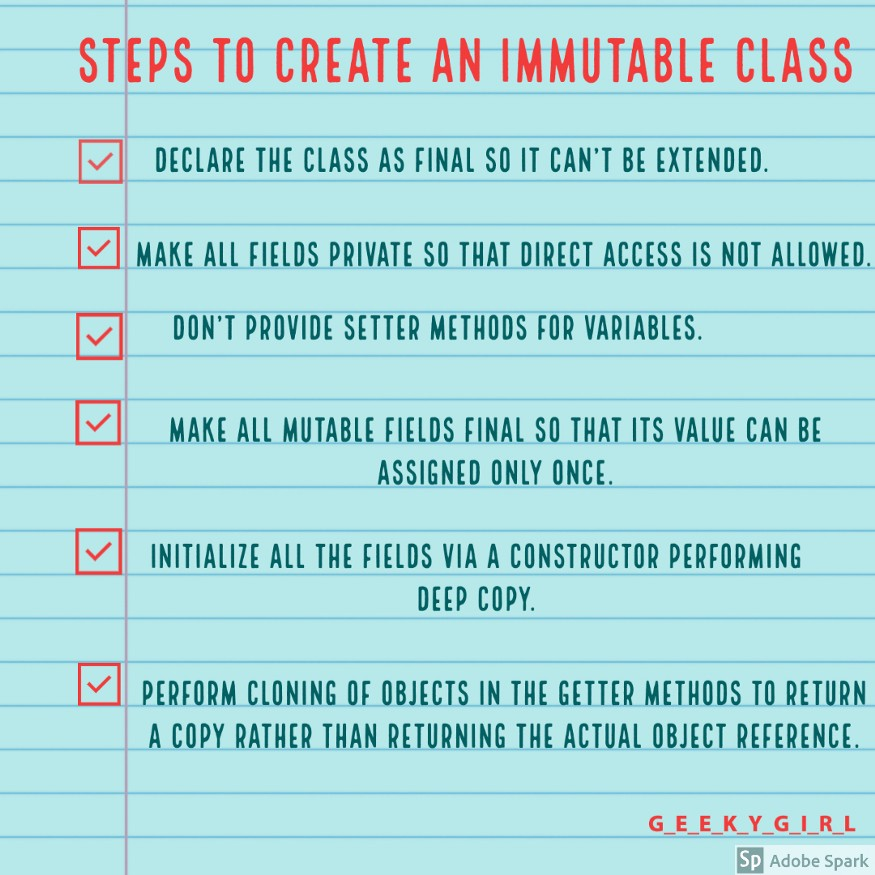 STEPS TO CREATE AN IMMUTABLE CLASS
DECLARE THE CLASS AS FINAL SO IT CAN'T BE EXTENDED.
MAKE ALL FIELDS PRIVATE SO THAT DIRECT ACCESS IS NOT ALLOWED.
DON'T PROVIDE SETTER METHODS FOR VARIABLES.
MAKE ALL MUTABLE FIELDS FINAL SO THAT ITS VALUE CAN BE
ASSIGNED ONLY ONCE.
INITIALIZE ALL THE FIELDS VIA A CONSTRUCTOR PERFORMING
DEEP COPY.
PERFORM CLONING OF OBJECTS IN THE GETTER METHODS TO RETURN
A COPY RATHER THAN RETURNING THE ACTUAL OBJECT REFERENCE.
G_E_E_K_Y_G_I_R_L
Sp Adobe Spark